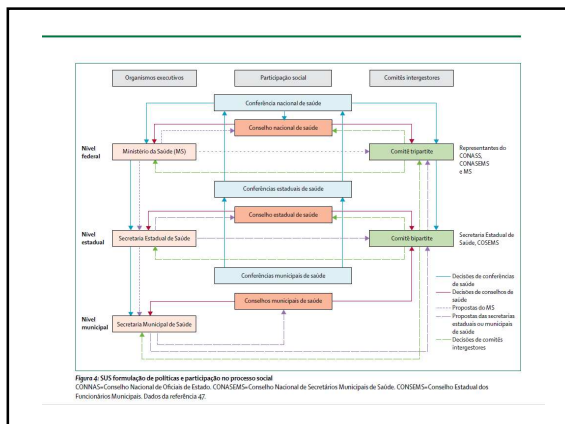 Organismos executivos
Participação social
Comitês intergestores
Conferência nacional de saúde
Conselho nacional de saúde
Nível
federal
Ministério da Saúde (MS)
Comitê tripartite
Representantes do
CONASS,
CONASEMS
e MS
Conferências estaduais de saúde
Conselho estadual de saúde
Nível
estadual
Secretaria Estadual de Saúde
Comitê bipartite
Secretaria Estadual de
Saúde, COSEMS
Conferências municipais de saúde
Conselhos municipais de saúde
Nível
municipal
Secretaria Municipal de Saúde
Decisões de conferências
de saúde
Decisões de conselhos de
saúde
Propostas do MS
Propostas das secretarias
estaduais ou municipais
de saúde
Decisões de comitês
intergestores
Figura 4: SUS formulação de políticas e participação no processo social
CONNAS=Conselho Nacional de Oficiais de Estado. CONASEMS=Conselho Nacional de Secretários Municipais de Saúde. CONSEMS=Conselho Estadual dos
Funcionários Municipais. Dados da referência 47.